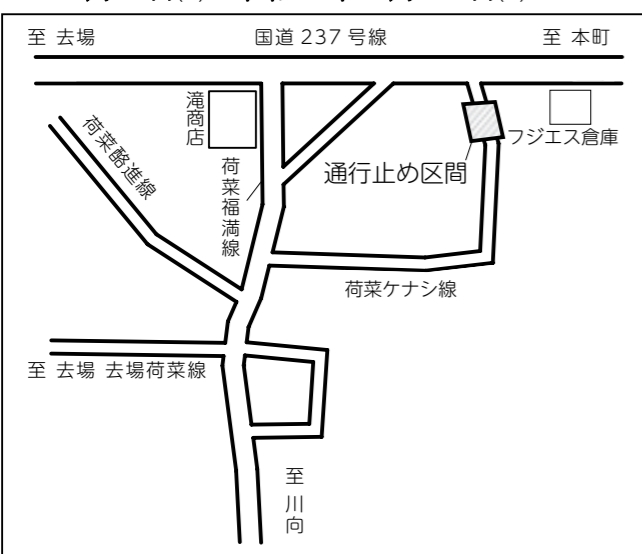 至 去場
国道 237 号線
至 本町
滝商店
フジエス倉庫
荷菜酪進線
荷菜福満線
通行止め区間
荷菜ケナシ線
至 去場 去場荷菜線
至川向